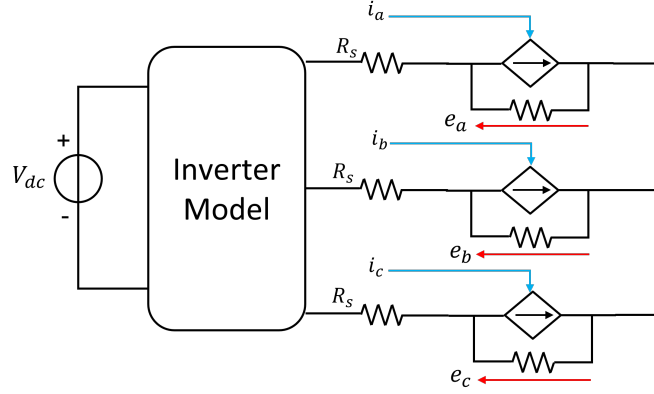 i_a
R_s
e_a
+
V_dc
-
Inverter
Model
i_b
R_s
e_b
i_c
R_s
e_c